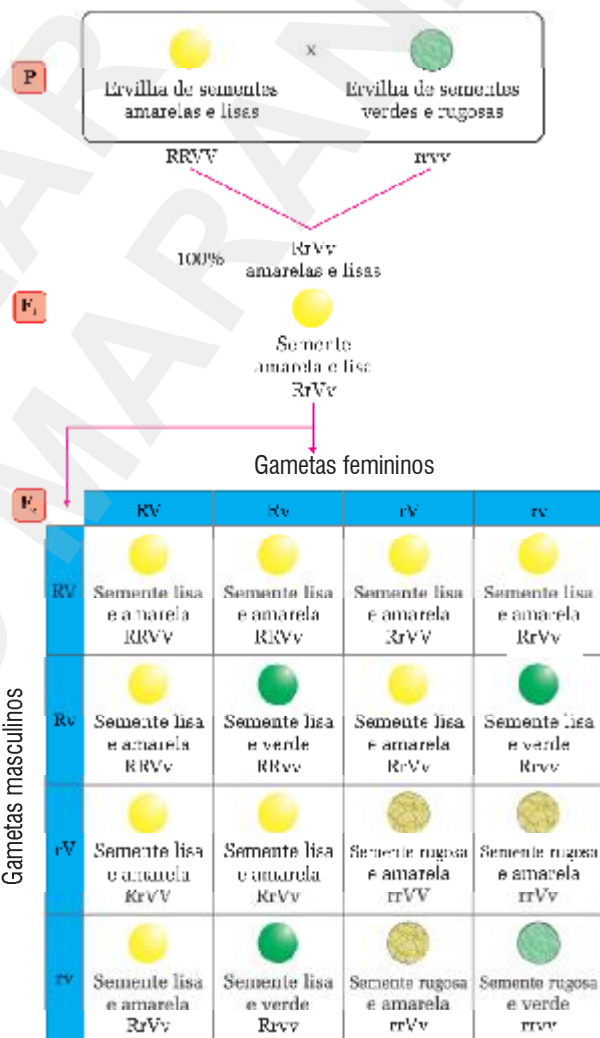 P
x
Ervilha de sementes
amarelas e lisas
Ervilha de sementes
verdes e rugosas
RRVV
rrvv
100%
RrVv
amarelas e lisas
F₁
Semente
amarela e lisa
RrVv
Gametas femininos
F₂
RV
Rv
rV
rv
Gametas masculinos
RV
Semente lisa
e amarela
RRVV
Semente lisa
e amarela
RRVv
Semente lisa
e amarela
RrVV
Semente lisa
e amarela
RrVv
Rv
Semente lisa
e amarela
RRVv
Semente lisa
e verde
RRvv
Semente lisa
e amarela
RrVv
Semente lisa
e verde
Rrvv
rV
Semente lisa
e amarela
RrVV
Semente lisa
e amarela
RrVv
Semente rugosa
e amarela
rrVV
Semente rugosa
e amarela
rrVv
rv
Semente lisa
e amarela
RrVv
Semente lisa
e verde
Rrvv
Semente rugosa
e amarela
rrVv
Semente rugosa
e verde
rrvv